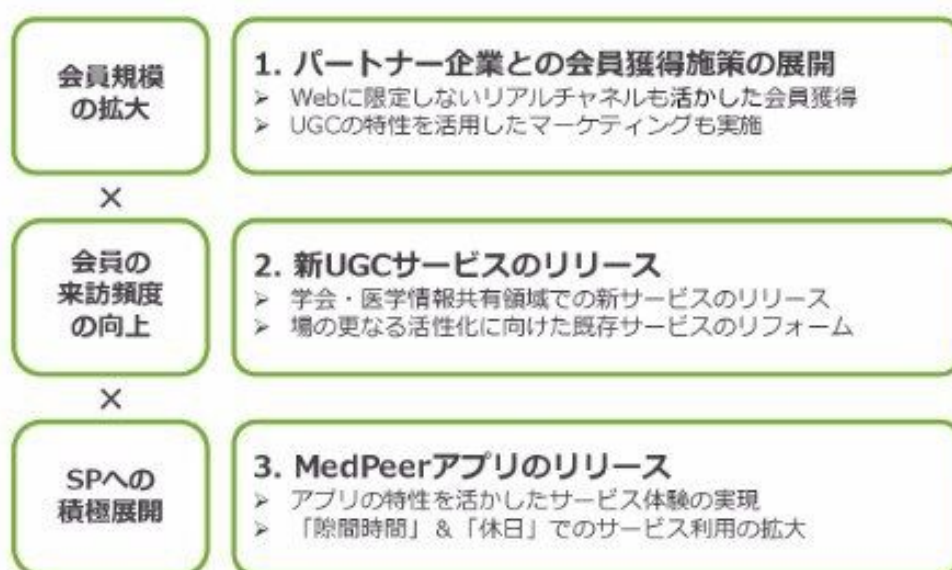 会員規模
の拡大
1. パートナー企業との会員獲得施策の展開
➢ Webに限定しないリアルチャネルも活かした会員獲得
➢ UGCの特性を活用したマーケティングも実施
×
会員の
来訪頻度
の向上
2. 新UGCサービスのリリース
➢ 学会・医学情報共有領域での新サービスのリリース
➢ 場の更なる活性化に向けた既存サービスのリフォーム
×
SPへの
積極展開
3. MedPeerアプリのリリース
➢ アプリの特性を活かしたサービス体験の実現
➢ 「隙間時間」&「休日」でのサービス利用の拡大